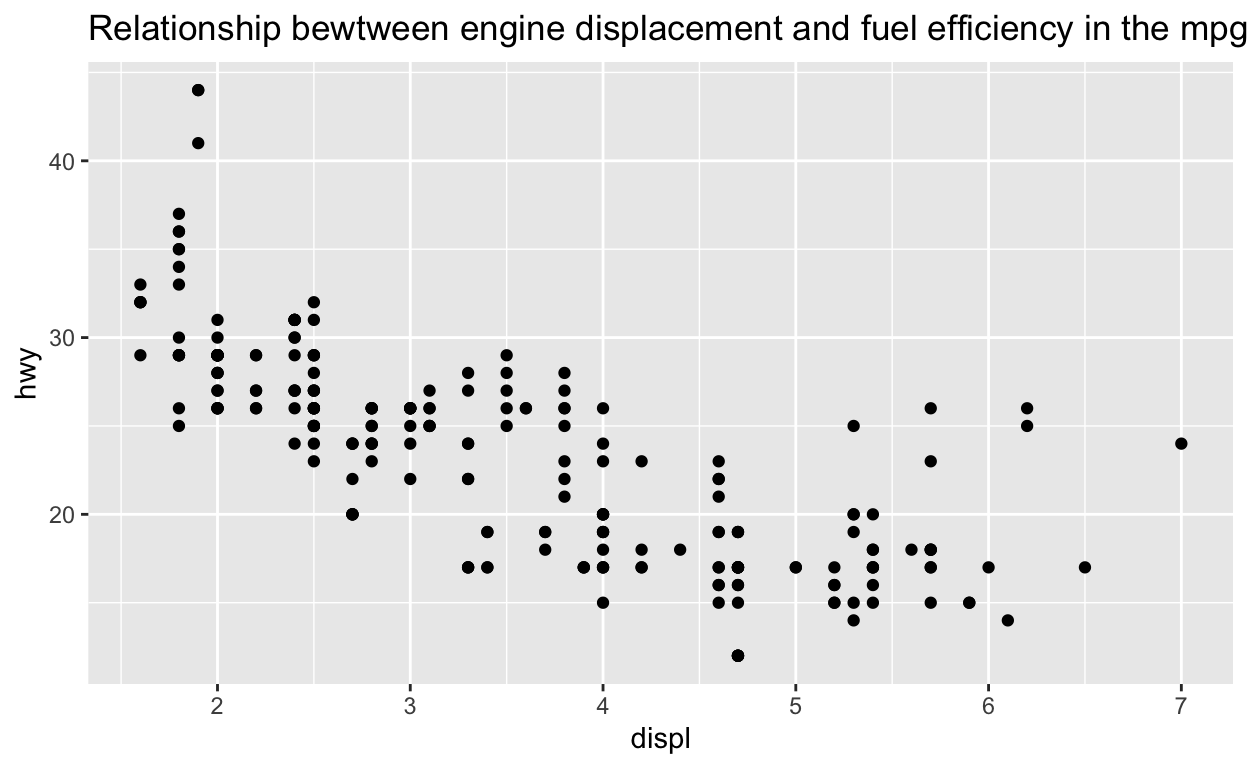 Relationship bewtween engine displacement and fuel efficiency in the mpg
40
30
20
hwy
2 3 4 5 6 7
displ